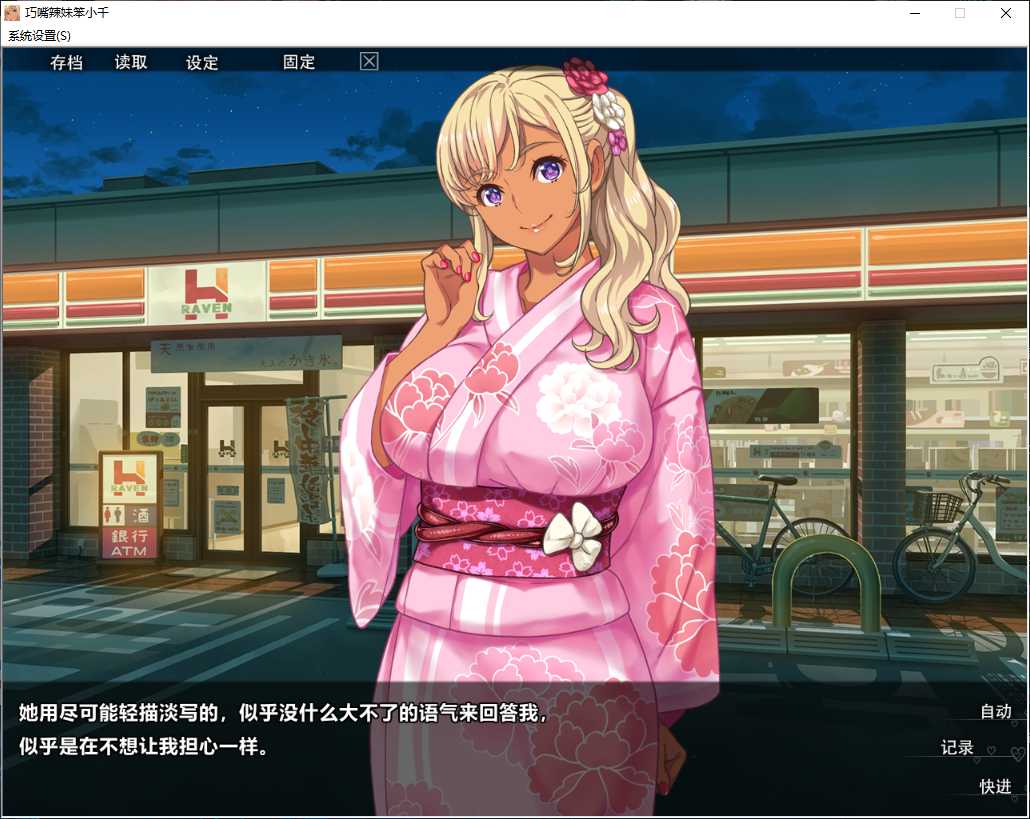 巧嘴辣妹笨小千
系统设置(S)
存档 读取 设定 固定
RAVEN
かき氷
RAVEN
酒
銀行
ATM
她用尽可能轻描淡写的，似乎没什么大不了的语气来回答我，
似乎是在不想让我担心一样。
自动
记录
快进